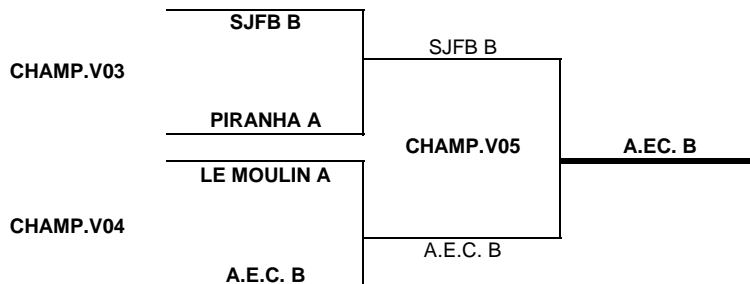 SJFB B
SJFB B
CHAMP.V03
PIRANHA A
CHAMP.V05
A.EC. B
LE MOULIN A
CHAMP.V04
A.E.C. B
A.E.C. B